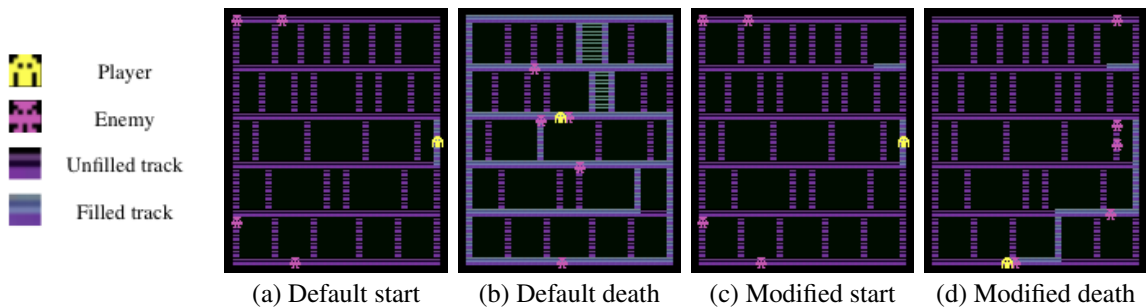 Player
Enemy
Unfilled track
Filled track
(a) Default start
(b) Default death
(c) Modified start
(d) Modified death